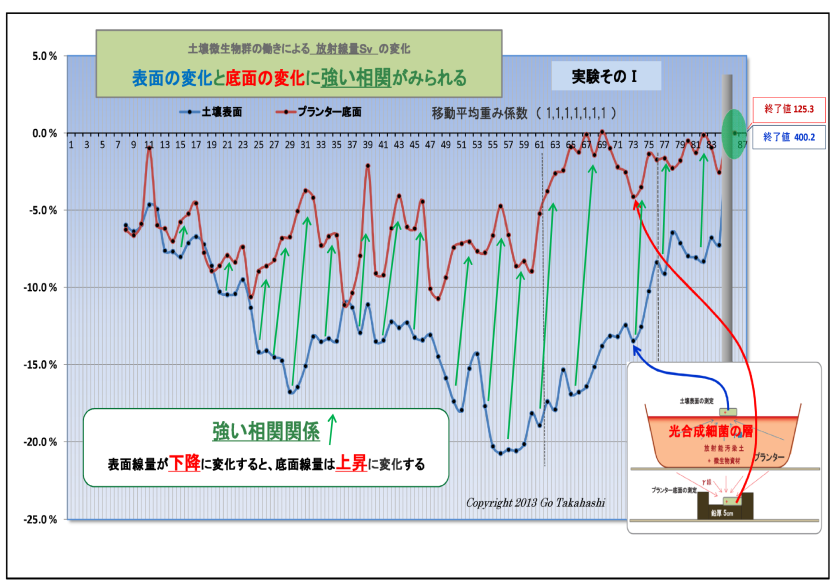 土壌微生物群の働きによる 放射線量Sv の変化
表面の変化と底面の変化に強い相関がみられる
実験そのⅠ
土壌表面 プランター底面
移動平均重み係数 （ 1,1,1,1,1,1,1 ）
終了値 125.3
終了値 400.2
5.0 %
0.0 %
-5.0 %
-10.0 %
-15.0 %
-20.0 %
-25.0 %
1 3 5 7 9 11 13 15 17 19 21 23 25 27 29 31 33 35 37 39 41 43 45 47 49 51 53 55 57 59 61 63 65 67 69 71 73 75 77 79 81 83 87
強い相関関係
表面線量が下降に変化すると、底面線量は上昇に変化する
Copyright 2013 Go Takahashi
土壌表面の測定
光合成細菌の層
放射能汚染土
+ 微生物資材
プランター
γ線
プランター底面の測定
鉛厚 5cm